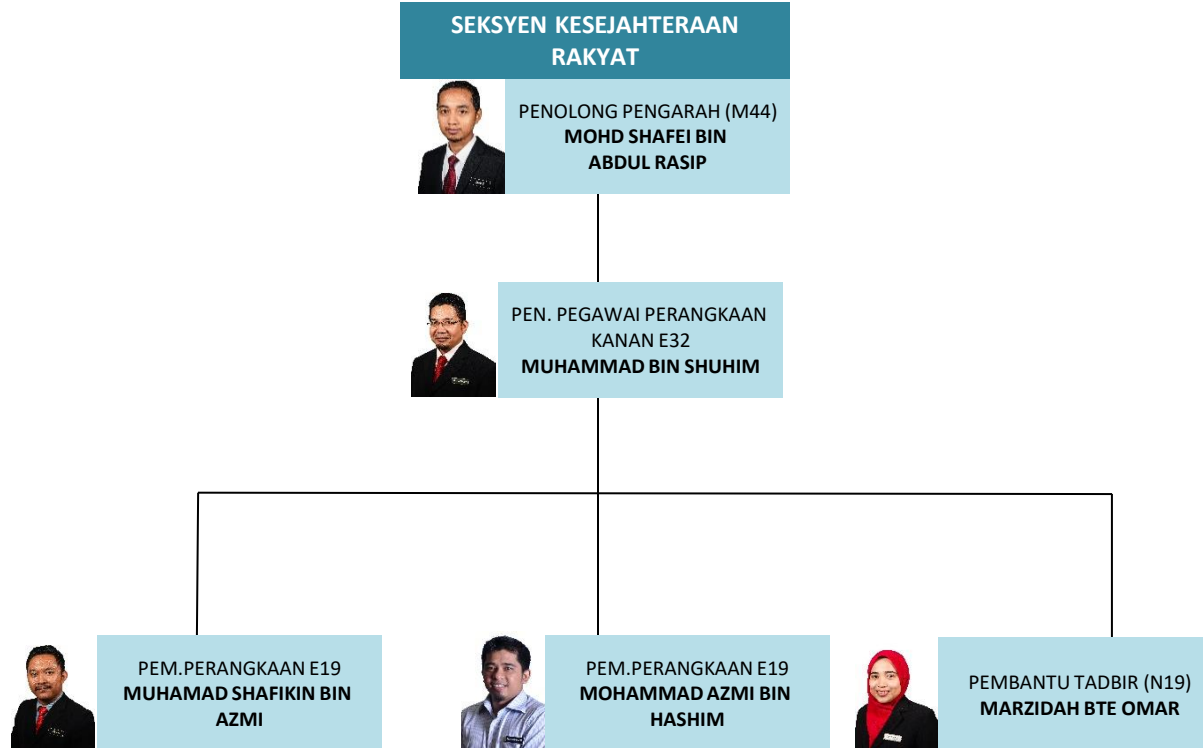 SEKSYEN KESEJAHTERAAN
RAKYAT
PENOLONG PENGARAH (M44)
MOHD SHAFEI BIN
ABDUL RASIP
PEN. PEGAWAI PERANGKAAN
KANAN E32
MUHAMMAD BIN SHUHIM
PEM.PERANGKAAN E19
MUHAMAD SHAFIKIN BIN
AZMI
PEM.PERANGKAAN E19
MOHAMMAD AZMI BIN
HASHIM
PEMBANTU TADBIR (N19)
MARZIDAH BTE OMAR